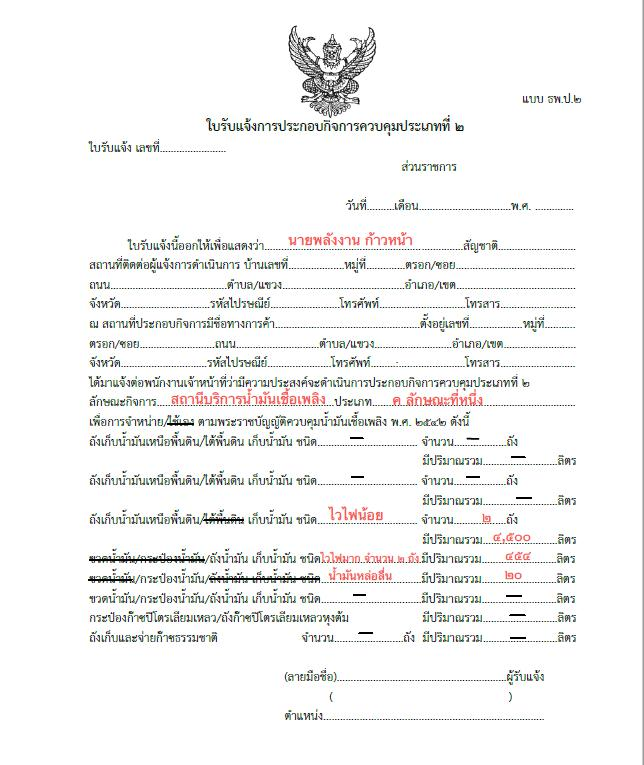 แบบ ธพ.ป.๒
ใบรับแจ้งการประกอบกิจการควบคุมประเภทที่ ๒
ใบรับแจ้ง เลขที่........................
ส่วนราชการ
วันที่..........เดือน..................................พ.ศ. ..............
ใบรับแจ้งนี้ออกให้เพื่อแสดงว่า.........นายพลังงาน ก้าวหน้า...................สัญชาติ............................
สถานที่ติดต่อผู้แจ้งการดำเนินการ บ้านเลขที่....................หมู่ที่..............ตรอก/ซอย............................................
ถนน..........................................ตำบล/แขวง............................................อำเภอ/เขต............................................
จังหวัด................................รหัสไปรษณีย์.........................โทรศัพท์..............................โทรสาร...........................
ณ สถานที่ประกอบกิจการมีชื่อทางการค้า....................................................ตั้งอยู่เลขที่...................หมู่ที่...........
ตรอก/ซอย...........................ถนน..............................ตำบล/แขวง............................อำเภอ/เขต..........................
จังหวัด................................รหัสไปรษณีย์.......................โทรศัพท์..................................โทรสาร...........................
ได้มาแจ้งต่อพนักงานเจ้าหน้าที่ว่ามีความประสงค์จะดำเนินการประกอบกิจการควบคุมประเภทที่ ๒
ลักษณะกิจการ.....สถานีบริการน้ำมันเชื้อเพลิง...ประเภท.......ค ลักษณะที่หนึ่ง
เพื่อการจำหน่าย/ใช้เอง ตามพระราชบัญญัติควบคุมน้ำมันเชื้อเพลิง พ.ศ. ๒๕๔๒ ดังนี้
ถังเก็บน้ำมันเหนือพื้นดิน/ใต้พื้นดิน เก็บน้ำมัน ชนิด...........—.................. จำนวน......—........ถัง
มีปริมาณรวม..........—...........ลิตร
ถังเก็บน้ำมันเหนือพื้นดิน/ใต้พื้นดิน เก็บน้ำมัน ชนิด...........—.................. จำนวน......—........ถัง
มีปริมาณรวม............—.........ลิตร
ถังเก็บน้ำมันเหนือพื้นดิน/ใต้พื้นดิน เก็บน้ำมัน ชนิด....ไวไฟน้อย............ จำนวน.........๒....ถัง
มีปริมาณรวม...๔,๕๐๐.........ลิตร
ขวดน้ำมัน/กระป๋องน้ำมัน/ถังน้ำมัน เก็บน้ำมัน ชนิดไวไฟมาก จำนวน ๒ ถัง.มีปริมาณรวม........๔๕๔........ลิตร
ขวดน้ำมัน/กระป๋องน้ำมัน/ถังน้ำมัน เก็บน้ำมัน ชนิด...น้ำมันหล่อลื่น......... มีปริมาณรวม.......๒๐..........ลิตร
ขวดน้ำมัน/กระป๋องน้ำมัน/ถังน้ำมัน เก็บน้ำมัน ชนิด...........—.................. มีปริมาณรวม.........—..........ลิตร
กระป๋องก๊าซปิโตรเลียมเหลว/ถังก๊าซปิโตรเลียมเหลวหุงต้ม มีปริมาณรวม..........—...........ลิตร
ถังเก็บและจ่ายก๊าซธรรมชาติ จำนวน.........—...........ถัง มีปริมาณรวม..........—...........ลิตร
(ลายมือชื่อ)..............................................................ผู้รับแจ้ง
( )
ตำแหน่ง................................................................................